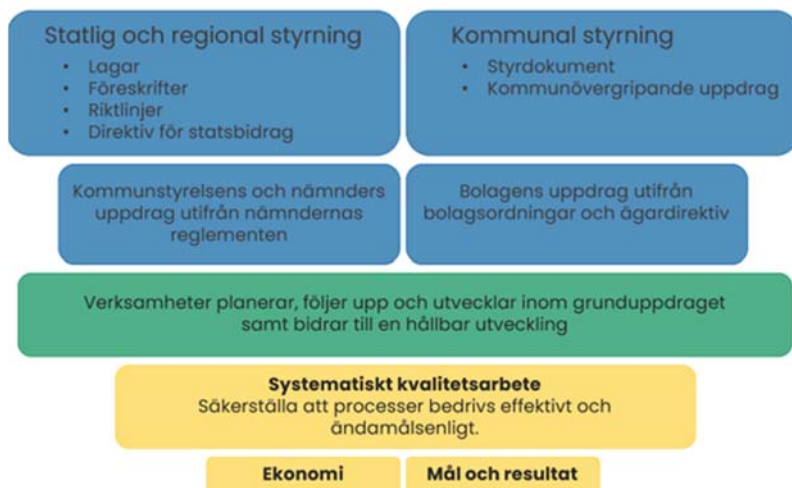 Statlig och regional styrning
• Lagar
• Föreskrifter
• Riktlinjer
• Direktiv för statsbidrag
Kommunal styrning
• Styrdokument
• Kommunövergripande uppdrag
Kommunstyrelsens och nämnders
uppdrag utifrån nämndernas
reglementen
Bolagens uppdrag utifrån
bolagsordningar och ägardirektiv
Verksamheter planerar, följer upp och utvecklar inom grunduppdraget
samt bidrar till en hållbar utveckling
Systematiskt kvalitetsarbete
Säkerställa att processer bedrivs effektivt och
ändamålsenligt.
Ekonomi
Mål och resultat